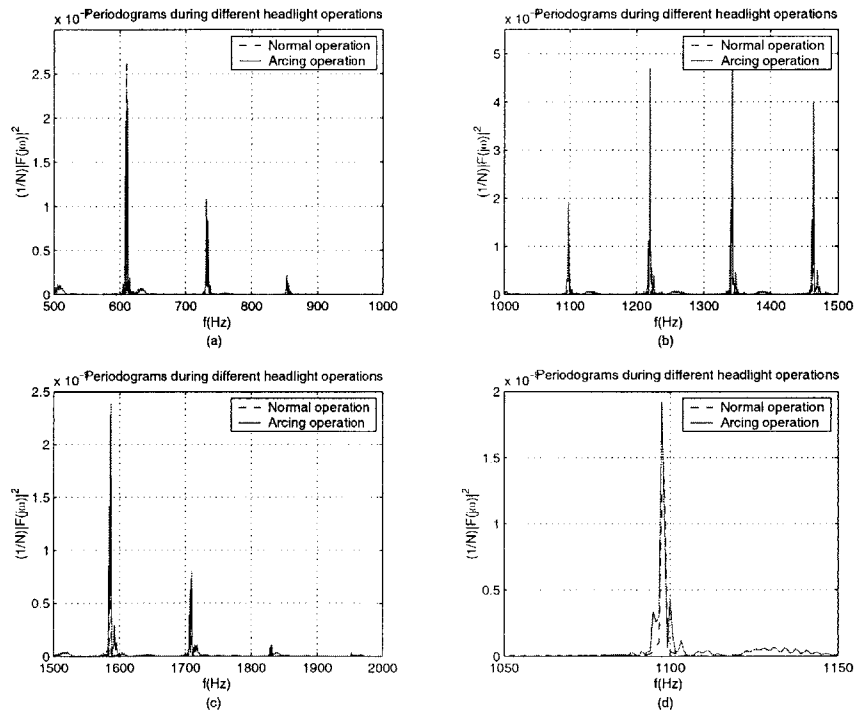 x 10⁻ Periodograms during different headlight operations
Normal operation
Arcing operation
(1/N)|F(jω)|²
3
2.5
2
1.5
1
0.5
0
500 600 700 800 900 1000
f(Hz)
(a)
x 10⁻ Periodograms during different headlight operations
Normal operation
Arcing operation
(1/N)|F(jω)|²
5
4
3
2
1
0
1000 1100 1200 1300 1400 1500
f(Hz)
(b)
x 10⁻ Periodograms during different headlight operations
Normal operation
Arcing operation
(1/N)|F(jω)|²
2.5
2
1.5
1
0.5
0
1500 1600 1700 1800 1900 2000
f(Hz)
(c)
x 10⁻ Periodograms during different headlight operations
Normal operation
Arcing operation
(1/N)|F(jω)|²
2
1.5
1
0.5
0
1050 1100 1150
f(Hz)
(d)